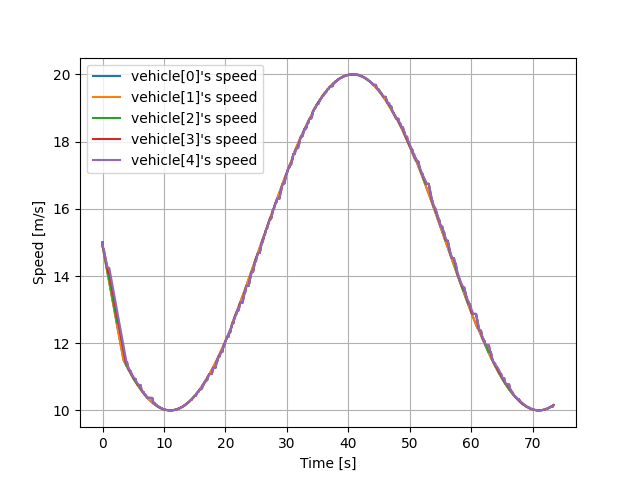 vehicle[0]'s speed
vehicle[1]'s speed
vehicle[2]'s speed
vehicle[3]'s speed
vehicle[4]'s speed
20
18
16
14
12
10
Speed [m/s]
0 10 20 30 40 50 60 70
Time [s]